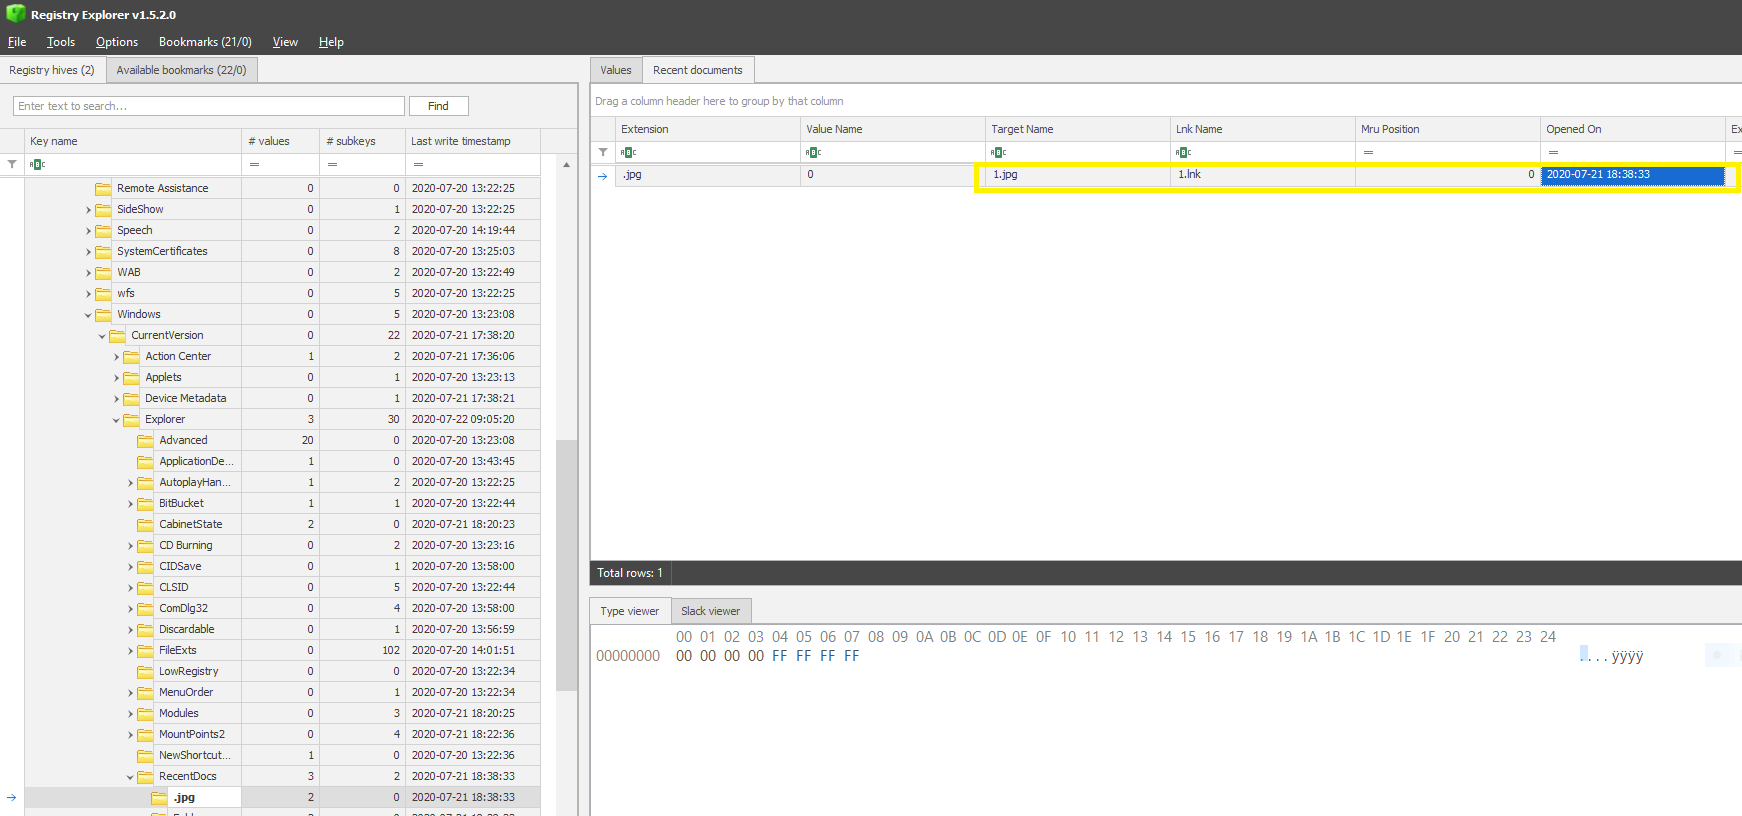 Registry Explorer v1.5.2.0
File Tools Options Bookmarks (21/0) View Help
Registry hives (2) Available bookmarks (22/0)
Enter text to search... Find
Key name # values # subkeys Last write timestamp
ABC = = =
Remote Assistance 0 0 2020-07-20 13:22:25
SideShow 0 1 2020-07-20 13:22:25
Speech 0 2 2020-07-20 14:19:44
SystemCertificates 0 8 2020-07-20 13:25:03
WAB 0 2 2020-07-20 13:22:49
wfs 0 5 2020-07-20 13:22:25
Windows 0 5 2020-07-20 13:23:08
CurrentVersion 0 22 2020-07-21 17:38:20
Action Center 1 2 2020-07-21 17:36:06
Applets 0 1 2020-07-20 13:23:13
Device Metadata 0 1 2020-07-21 17:38:21
Explorer 3 30 2020-07-22 09:05:20
Advanced 20 0 2020-07-20 13:23:08
ApplicationDe... 1 0 2020-07-20 13:43:45
AutoplayHan... 1 2 2020-07-20 13:22:25
BitBucket 1 1 2020-07-20 13:22:44
CabinetState 2 0 2020-07-21 18:20:23
CD Burning 0 2 2020-07-20 13:23:16
CIDSave 0 1 2020-07-20 13:58:00
CLSID 0 5 2020-07-20 13:22:44
ComDlg32 0 4 2020-07-20 13:58:00
Discardable 0 1 2020-07-20 13:56:59
FileExts 0 102 2020-07-20 14:01:51
LowRegistry 0 0 2020-07-20 13:22:34
MenuOrder 0 1 2020-07-20 13:22:34
Modules 0 3 2020-07-21 18:20:25
MountPoints2 0 4 2020-07-21 18:22:36
NewShortcut... 1 0 2020-07-20 13:22:36
RecentDocs 3 2 2020-07-21 18:38:33
.jpg 2 0 2020-07-21 18:38:33
Values Recent documents
Drag a column header here to group by that column
Extension Value Name Target Name Lnk Name Mru Position Opened On Ex
ABC ABC ABC ABC = = =
.jpg 0 1.jpg 1.lnk 0 2020-07-21 18:38:33
Total rows: 1
Type viewer Slack viewer
00 01 02 03 04 05 06 07 08 09 0A 0B 0C 0D 0E 0F 10 11 12 13 14 15 16 17 18 19 1A 1B 1C 1D 1E 1F 20 21 22 23 24
00000000 00 00 00 00 FF FF FF FF ....ÿÿÿÿ